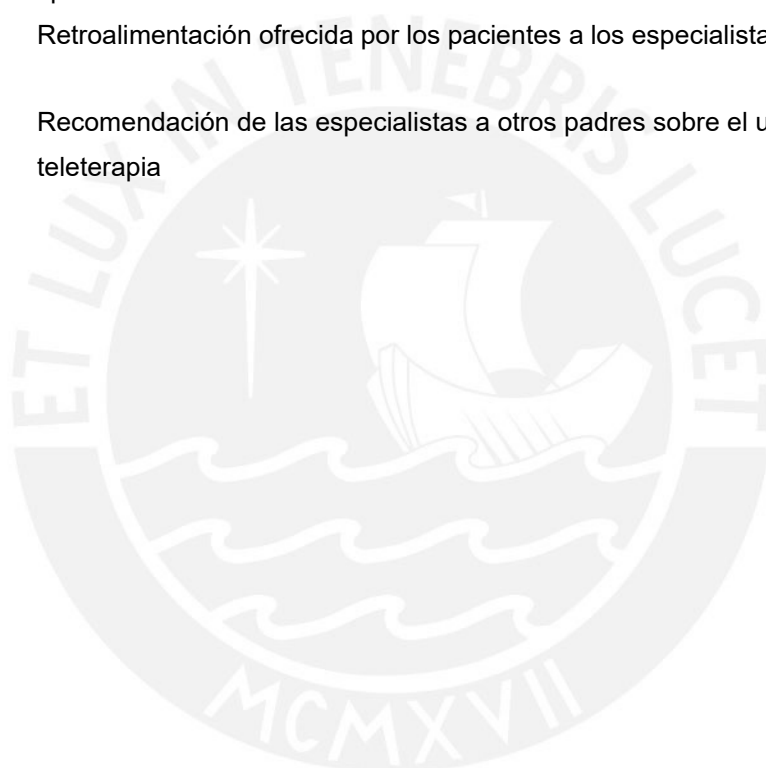 Retroalimentación ofrecida por los pacientes a los
Recomendación de las especialistas a otros padres sobre el
teleterapia
ET LUX IN TENEBRIS LUCET
MCMXVII